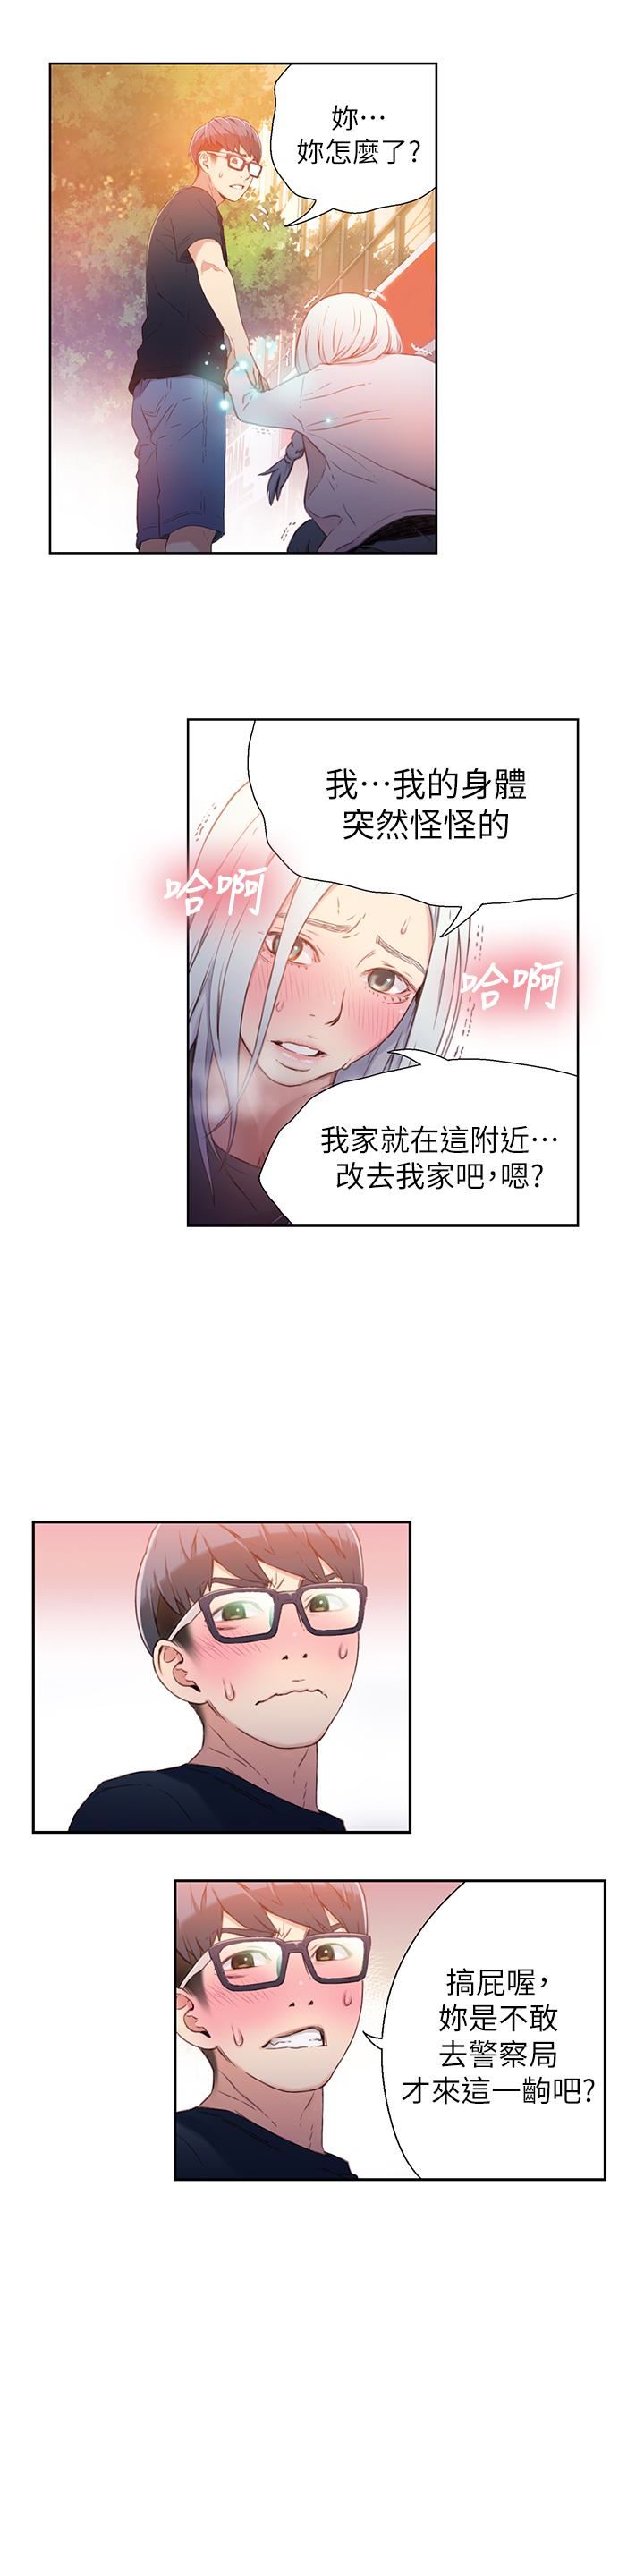 妳⋯
妳怎麼了?
我⋯我的身體
突然怪怪的
哈啊
哈啊
我家就在這附近⋯
改去我家吧,嗯?
搞屁喔,
妳是不敢
去警察局
才來這一齣吧?